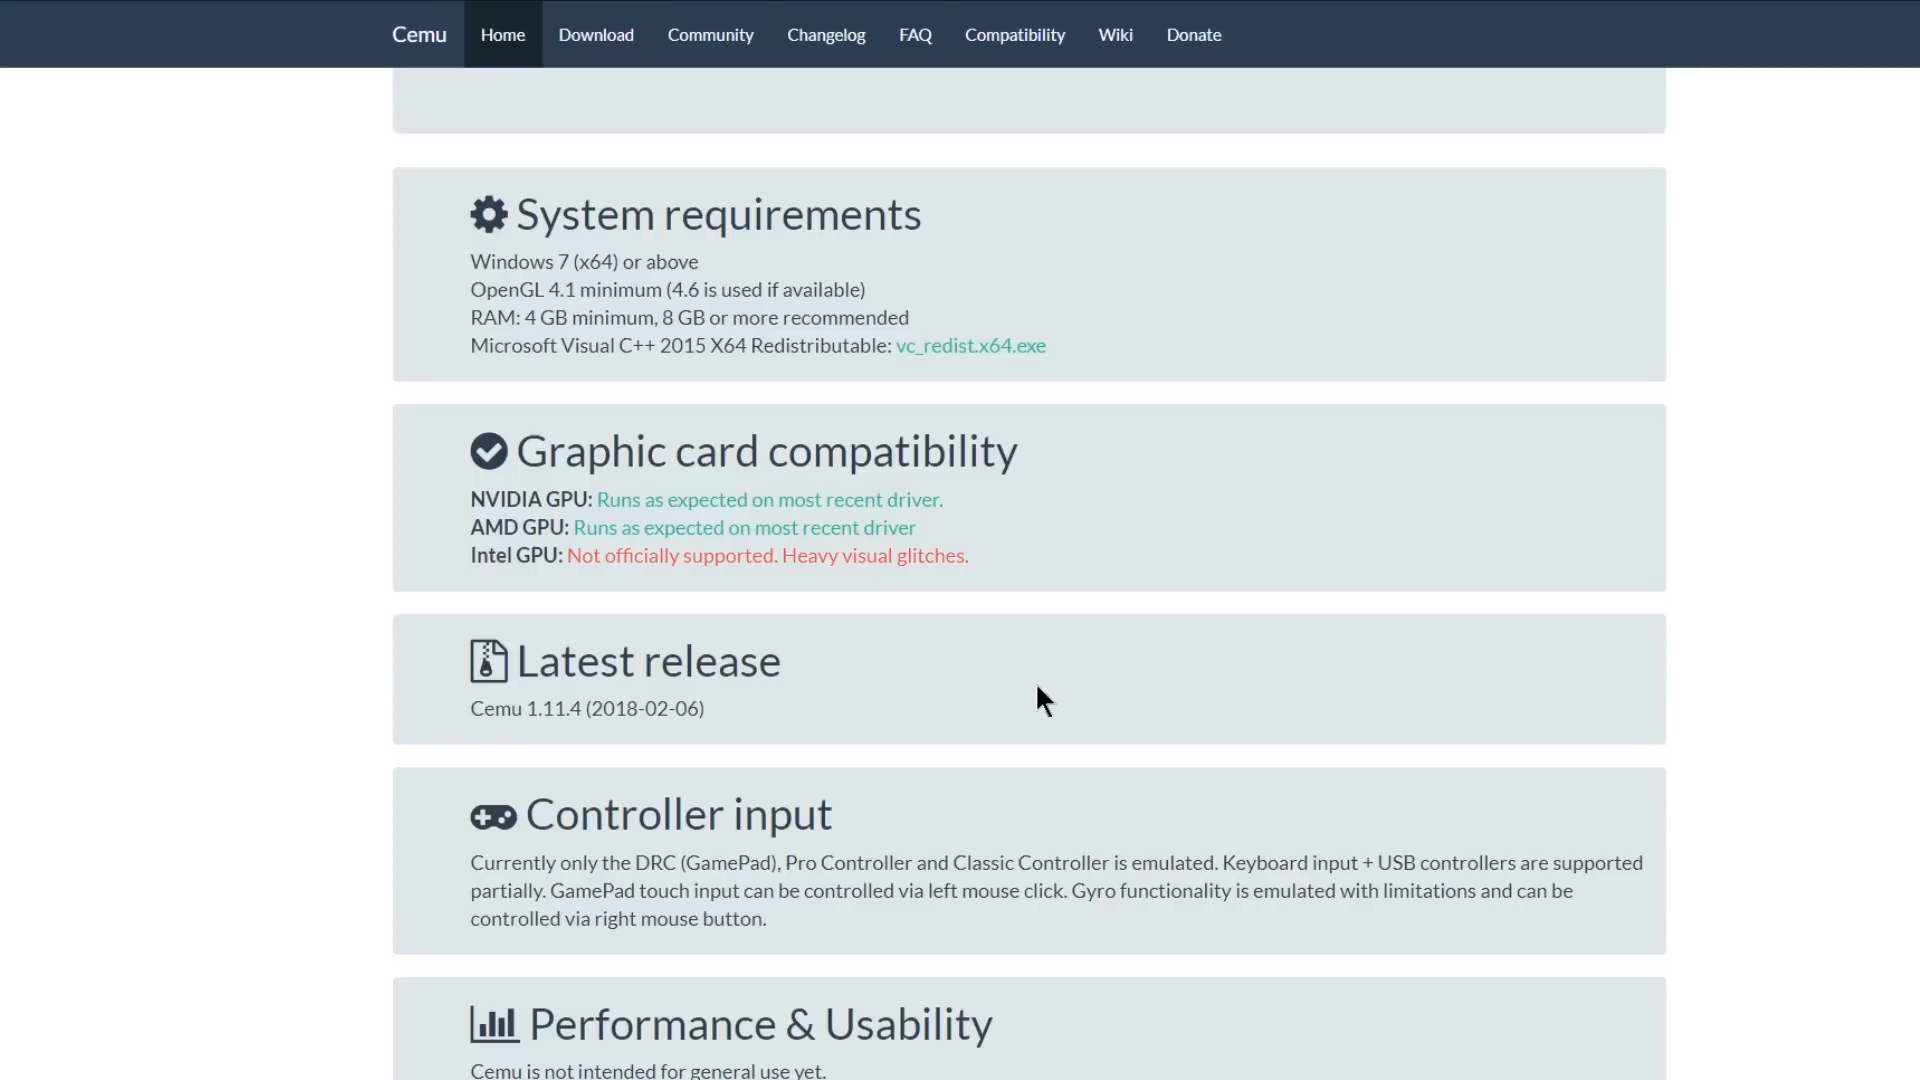 Cemu Home Download Community Changelog FAQ Compatibility Wiki Donate
System requirements
Windows 7 (x64) or above
OpenGL 4.1 minimum (4.6 is used if available)
RAM: 4 GB minimum, 8 GB or more recommended
Microsoft Visual C++ 2015 X64 Redistributable: vc_redist.x64.exe
Graphic card compatibility
NVIDIA GPU: Runs as expected on most recent driver.
AMD GPU: Runs as expected on most recent driver
Intel GPU: Not officially supported. Heavy visual glitches.
Latest release
Cemu 1.11.4 (2018-02-06)
Controller input
Currently only the DRC (GamePad), Pro Controller and Classic Controller is emulated. Keyboard input + USB controllers are supported
partially. GamePad touch input can be controlled via left mouse click. Gyro functionality is emulated with limitations and can be
controlled via right mouse button.
Performance & Usability
Cemu is not intended for general use yet.